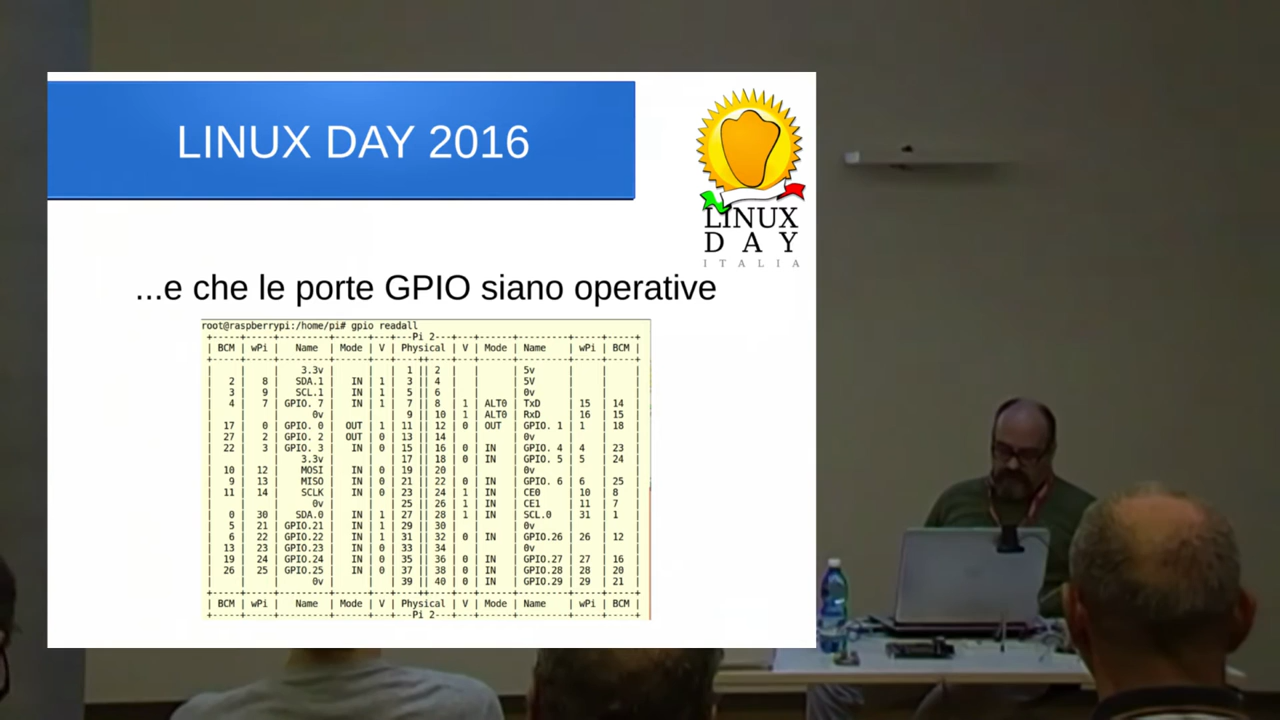 LINUX DAY 2016
LINUX
DAY
ITALIA
...e che le porte GPIO siano operative
root@raspberrypi:/home/pi# gpio readall
+-----+-----+---------+------+---+---Pi 2---+---+------+---------+-----+-----+
| BCM | wPi | Name | Mode | V | Physical | V | Mode | Name | wPi | BCM |
+-----+-----+---------+------+---+----++----+---+------+---------+-----+-----+
| | | 3.3v | | | 1 || 2 | | | 5v | | |
| 2 | 8 | SDA.1 | IN | 1 | 3 || 4 | | | 5V | | |
| 3 | 9 | SCL.1 | IN | 1 | 5 || 6 | | | 0v | | |
| 4 | 7 | GPIO. 7 | IN | 1 | 7 || 8 | 1 | ALT0 | TxD | 15 | 14 |
| | | 0v | | | 9 || 10 | 1 | ALT0 | RxD | 16 | 15 |
| 17 | 0 | GPIO. 0 | OUT | 1 | 11 || 12 | 0 | OUT | GPIO. 1 | 1 | 18 |
| 27 | 2 | GPIO. 2 | OUT | 0 | 13 || 14 | | | 0v | | |
| 22 | 3 | GPIO. 3 | IN | 0 | 15 || 16 | 0 | IN | GPIO. 4 | 4 | 23 |
| | | 3.3v | | | 17 || 18 | 0 | IN | GPIO. 5 | 5 | 24 |
| 10 | 12 | MOSI | IN | 0 | 19 || 20 | | | 0v | | |
| 9 | 13 | MISO | IN | 0 | 21 || 22 | 0 | IN | GPIO. 6 | 6 | 25 |
| 11 | 14 | SCLK | IN | 0 | 23 || 24 | 1 | IN | CE0 | 10 | 8 |
| | | 0v | | | 25 || 26 | 1 | IN | CE1 | 11 | 7 |
| 0 | 30 | SDA.0 | IN | 1 | 27 || 28 | 1 | IN | SCL.0 | 31 | 1 |
| 5 | 21 | GPIO.21 | IN | 1 | 29 || 30 | | | 0v | | |
| 6 | 22 | GPIO.22 | IN | 1 | 31 || 32 | 0 | IN | GPIO.26 | 26 | 12 |
| 13 | 23 | GPIO.23 | IN | 0 | 33 || 34 | | | 0v | | |
| 19 | 24 | GPIO.24 | IN | 0 | 35 || 36 | 0 | IN | GPIO.27 | 27 | 16 |
| 26 | 25 | GPIO.25 | IN | 0 | 37 || 38 | 0 | IN | GPIO.28 | 28 | 20 |
| | | 0v | | | 39 || 40 | 0 | IN | GPIO.29 | 29 | 21 |
+-----+-----+---------+------+---+----++----+---+------+---------+-----+-----+
| BCM | wPi | Name | Mode | V | Physical | V | Mode | Name | wPi | BCM |
+-----+-----+---------+------+---+---Pi 2---+---+------+---------+-----+-----+